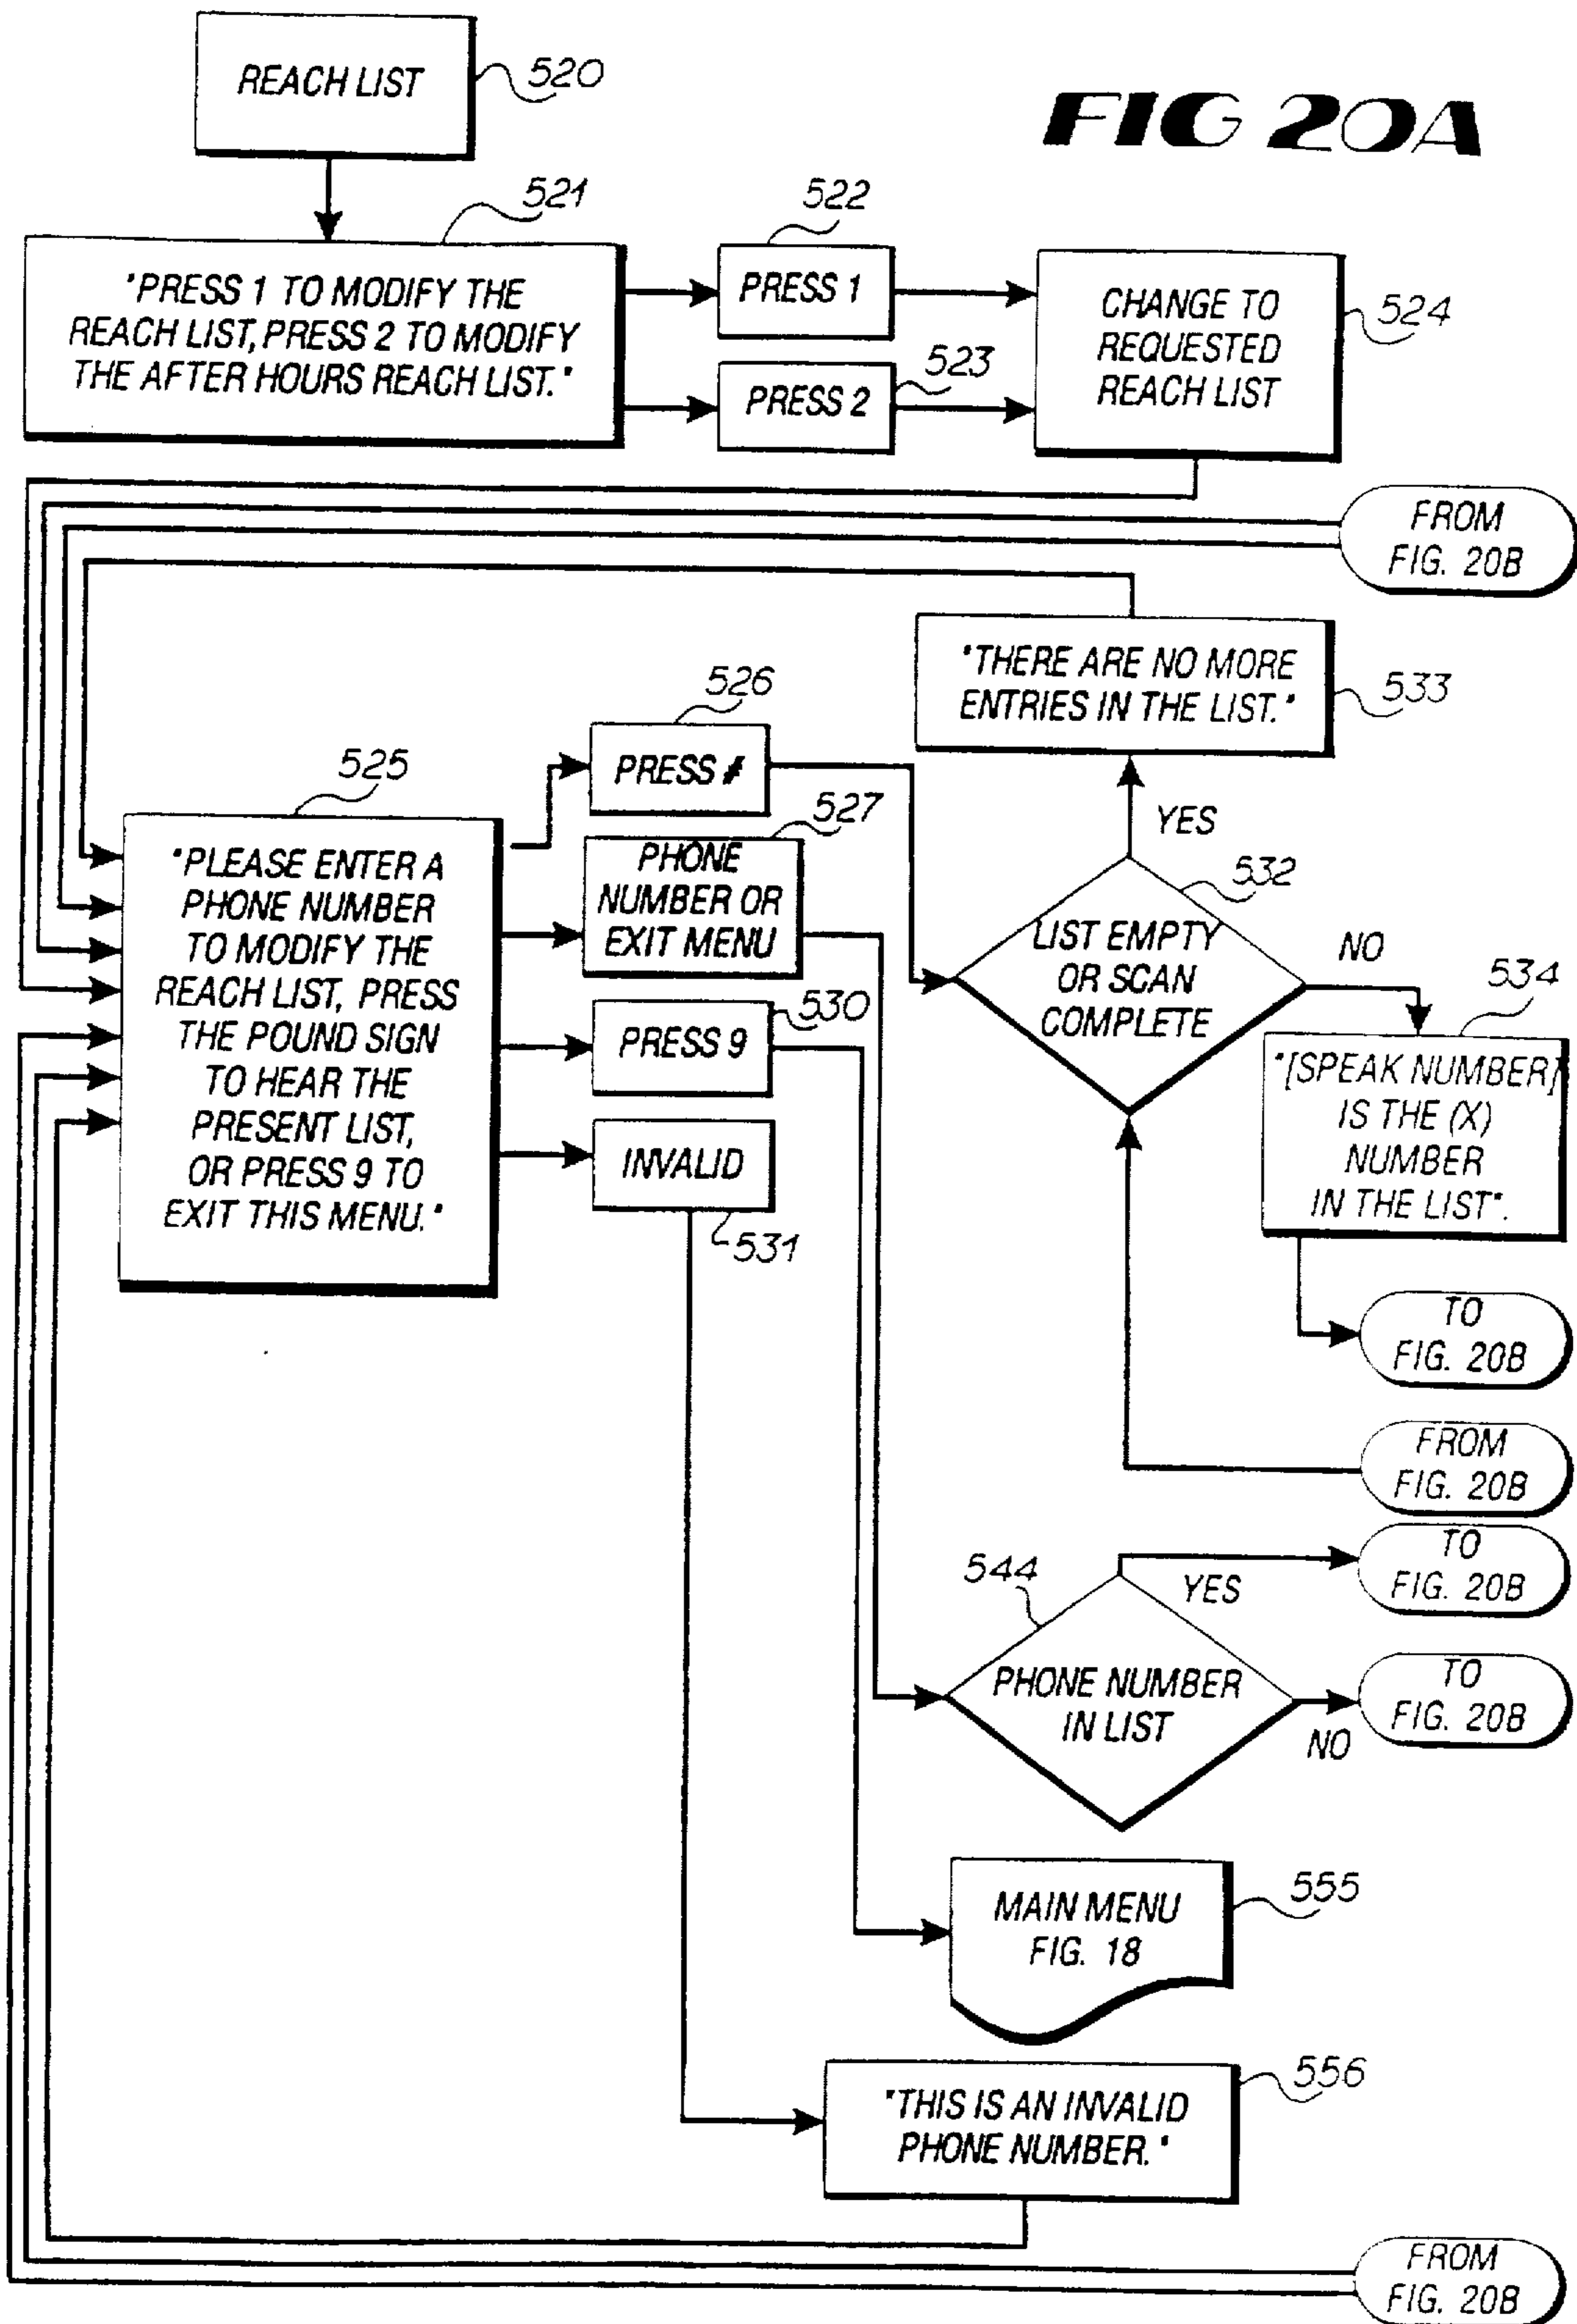 FIG 20A
REACH LIST
520
521
"PRESS 1 TO MODIFY THE
REACH LIST, PRESS 2 TO MODIFY
THE AFTER HOURS REACH LIST."
522
PRESS 1
523
PRESS 2
CHANGE TO
REQUESTED
REACH LIST
524
FROM
FIG. 20B
"THERE ARE NO MORE
ENTRIES IN THE LIST."
533
525
"PLEASE ENTER A
PHONE NUMBER
TO MODIFY THE
REACH LIST, PRESS
THE POUND SIGN
TO HEAR THE
PRESENT LIST,
OR PRESS 9 TO
EXIT THIS MENU."
526
PRESS #
527
PHONE
NUMBER OR
EXIT MENU
530
PRESS 9
INVALID
531
YES
532
LIST EMPTY
OR SCAN
COMPLETE
NO
534
"[SPEAK NUMBER]
IS THE (X)
NUMBER
IN THE LIST".
TO
FIG. 20B
FROM
FIG. 20B
544
YES
TO
FIG. 20B
PHONE NUMBER
IN LIST
NO
TO
FIG. 20B
MAIN MENU
FIG. 18
555
"THIS IS AN INVALID
PHONE NUMBER."
556
FROM
FIG. 20B